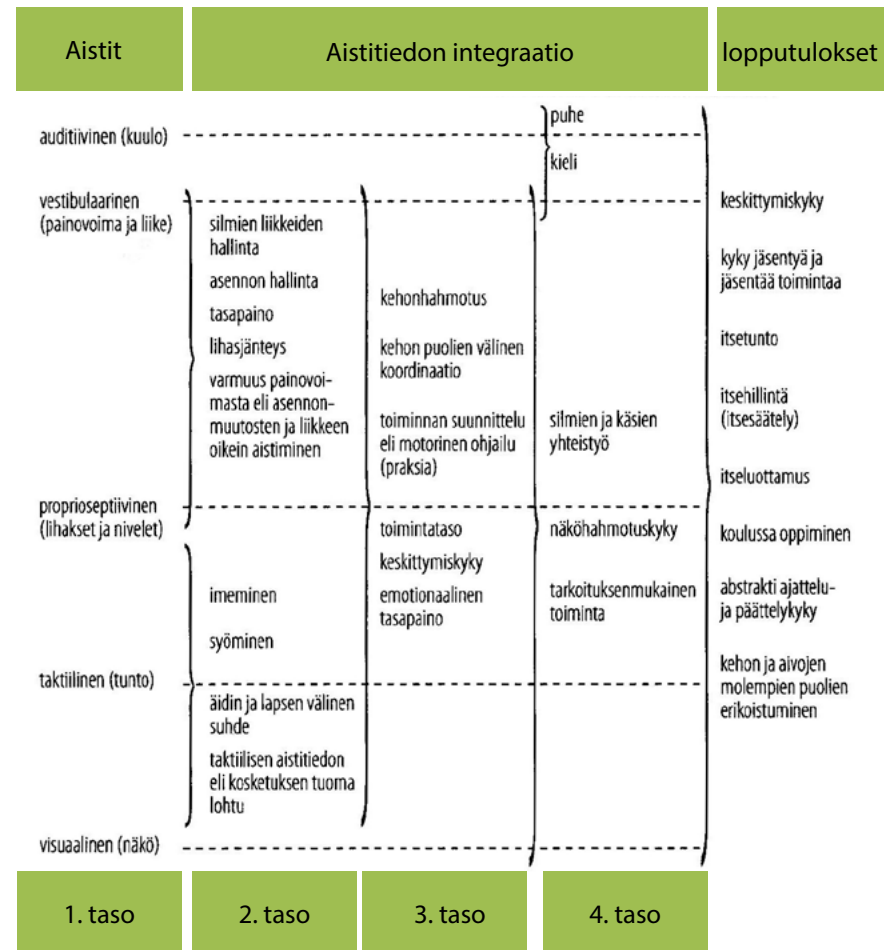 Aistit
Aistitiedon integraatio
lopputulokset
auditiivinen (kuulo)
vestibulaarinen
(painovoima ja liike)
proprioseptiivinen
(lihakset ja nivelet)
taktiilinen (tunto)
visuaalinen (näkö)
silmien liikkeiden
hallinta
asennon hallinta
tasapaino
lihasjänteys
varmuus painovoi-
masta eli asennon-
muutosten ja liikkeen
oikein aistiminen
imeminen
syöminen
äidin ja lapsen välinen
suhde
taktiilisen aistitiedon
eli kosketuksen tuoma
lohtu
kehonhahmotus
kehon puolien välinen
koordinaatio
toiminnan suunnittelu
eli motorinen ohjailu
(praksia)
toimintataso
keskittymiskyky
emotionaalinen
tasapaino
puhe
kieli
silmien ja käsien
yhteistyö
näköhahmotuskyky
tarkoituksenmukainen
toiminta
keskittymiskyky
kyky jäsentyä ja
jäsentää toimintaa
itsetunto
itsehillintä
(itsesäätely)
itseluottamus
koulussa oppiminen
abstrakti ajattelu-
ja päättelykyky
kehon ja aivojen
molempien puolien
erikoistuminen
1. taso
2. taso
3. taso
4. taso